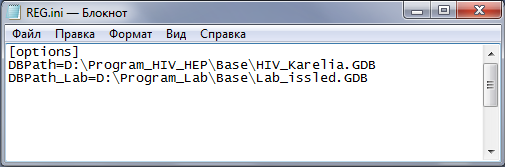 REG.ini — Блокнот
Файл Правка Формат Вид Справка
[options]
DBPath=D:\Program_HIV_HEP\Base\HIV_Karelia.GDB
DBPath_Lab=D:\Program_Lab\Base\Lab_issled.GDB